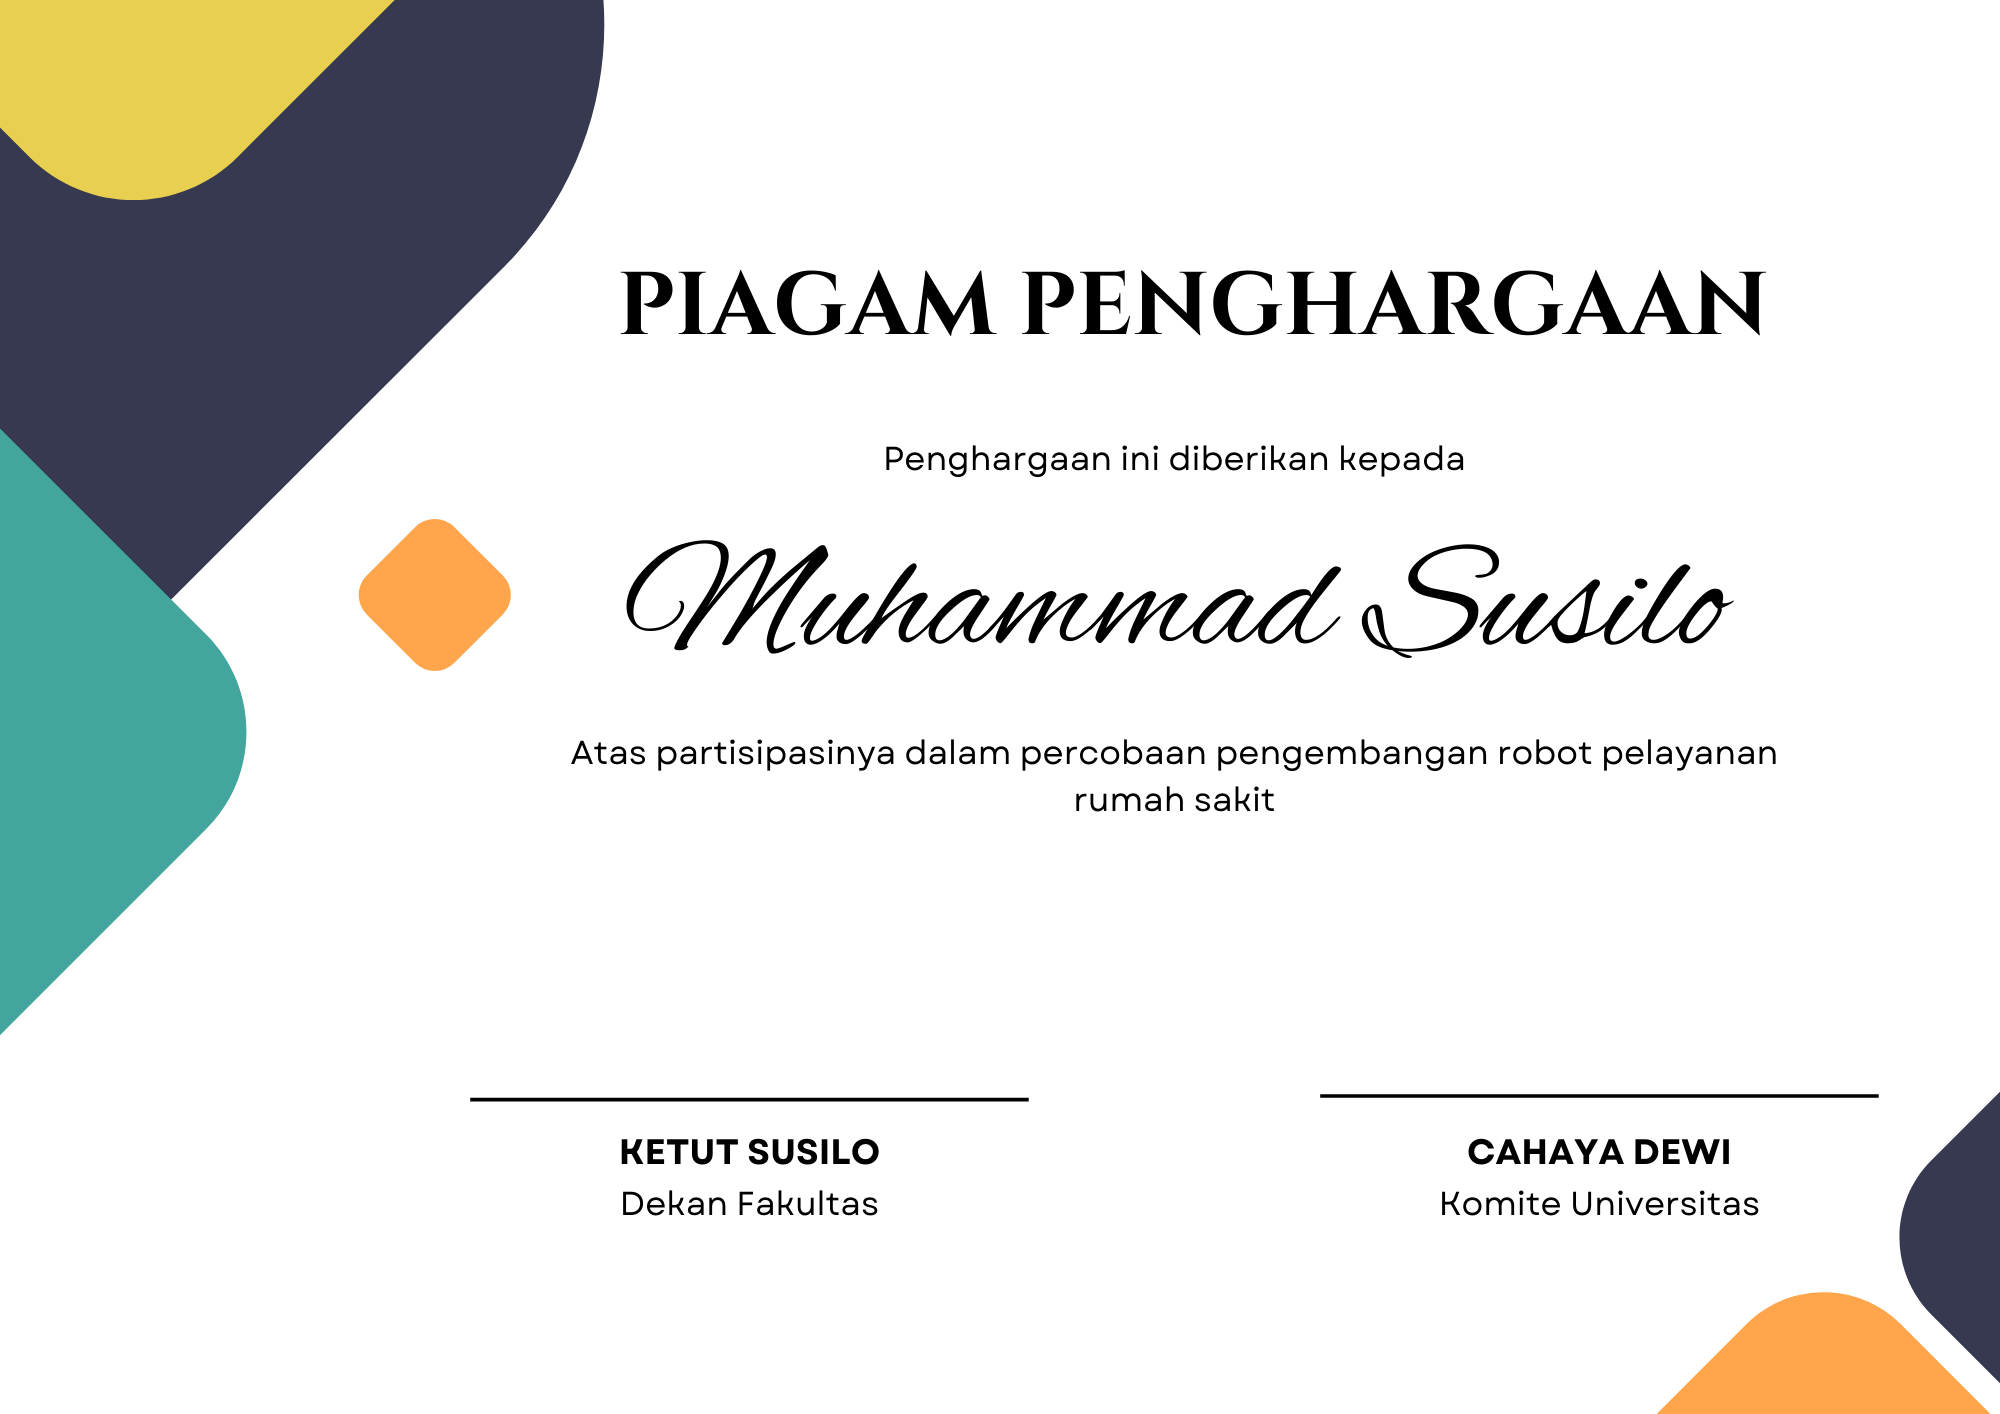 PIAGAM PENGHARGAAN
Penghargaan ini diberikan kepada
Muhammad Susilo
Atas partisipasinya dalam percobaan pengembangan robot pelayanan
rumah sakit
KETUT SUSILO
Dekan Fakultas
CAHAYA DEWI
Komite Universitas